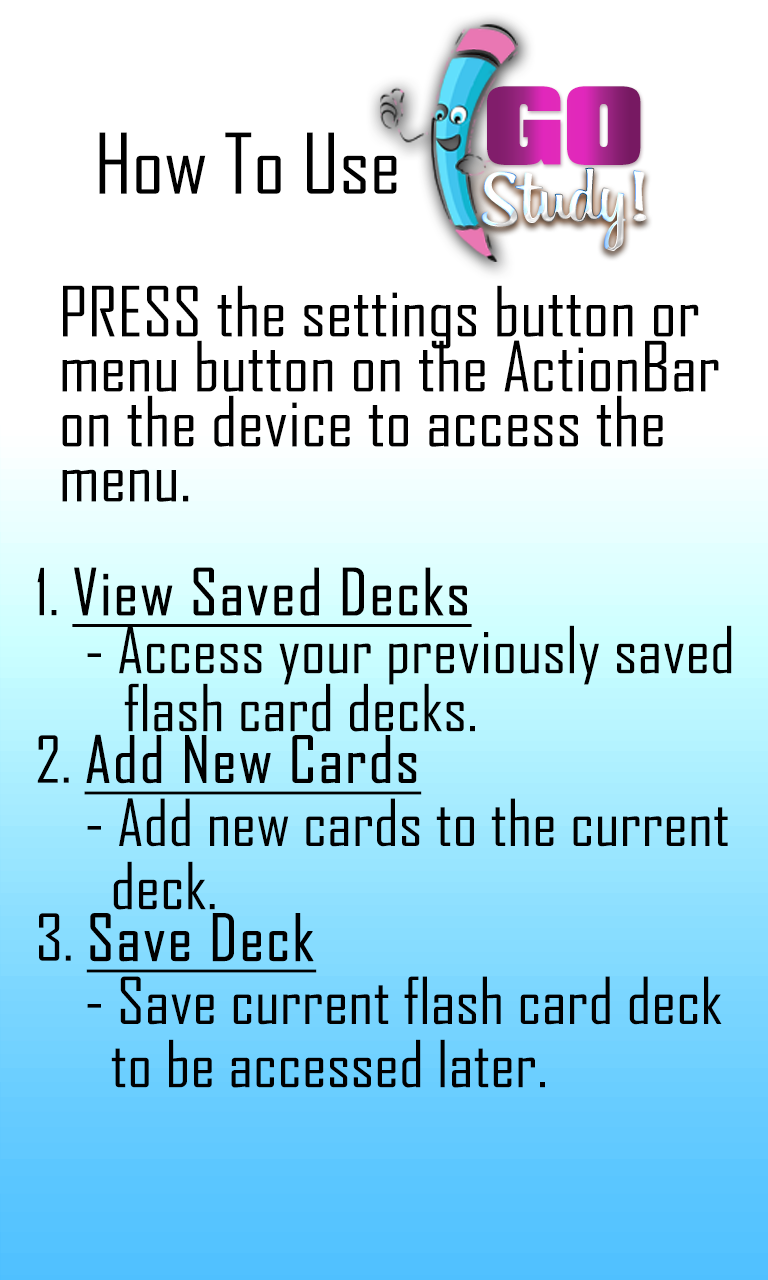 How To Use GO
Study!
PRESS the settings button or
menu button on the ActionBar
on the device to access the
menu.
1. View Saved Decks
- Access your previously saved
flash card decks.
2. Add New Cards
- Add new cards to the current
deck.
3. Save Deck
- Save current flash card deck
to be accessed later.